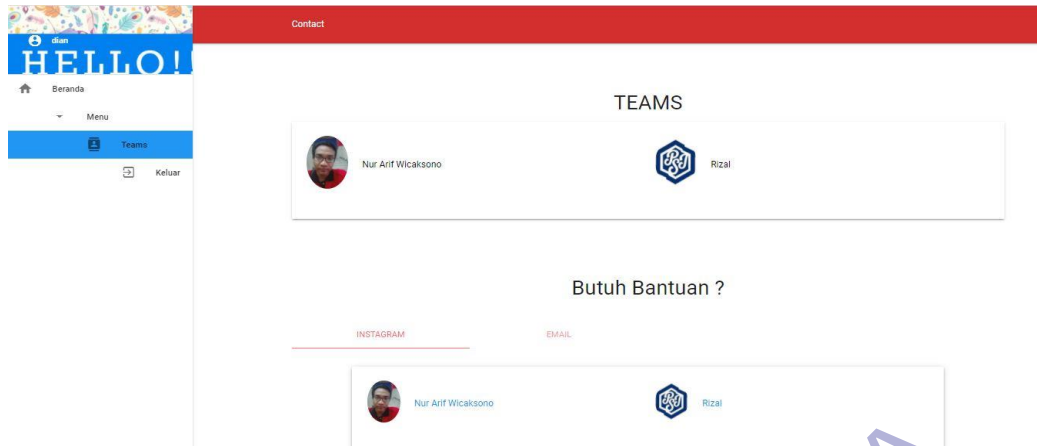 Contact
dian
HELLO!
Beranda
Menu
Teams
Keluar
TEAMS
Nur Arif Wicaksono
Rizal
Butuh Bantuan ?
INSTAGRAM
EMAIL
Nur Arif Wicaksono
Rizal